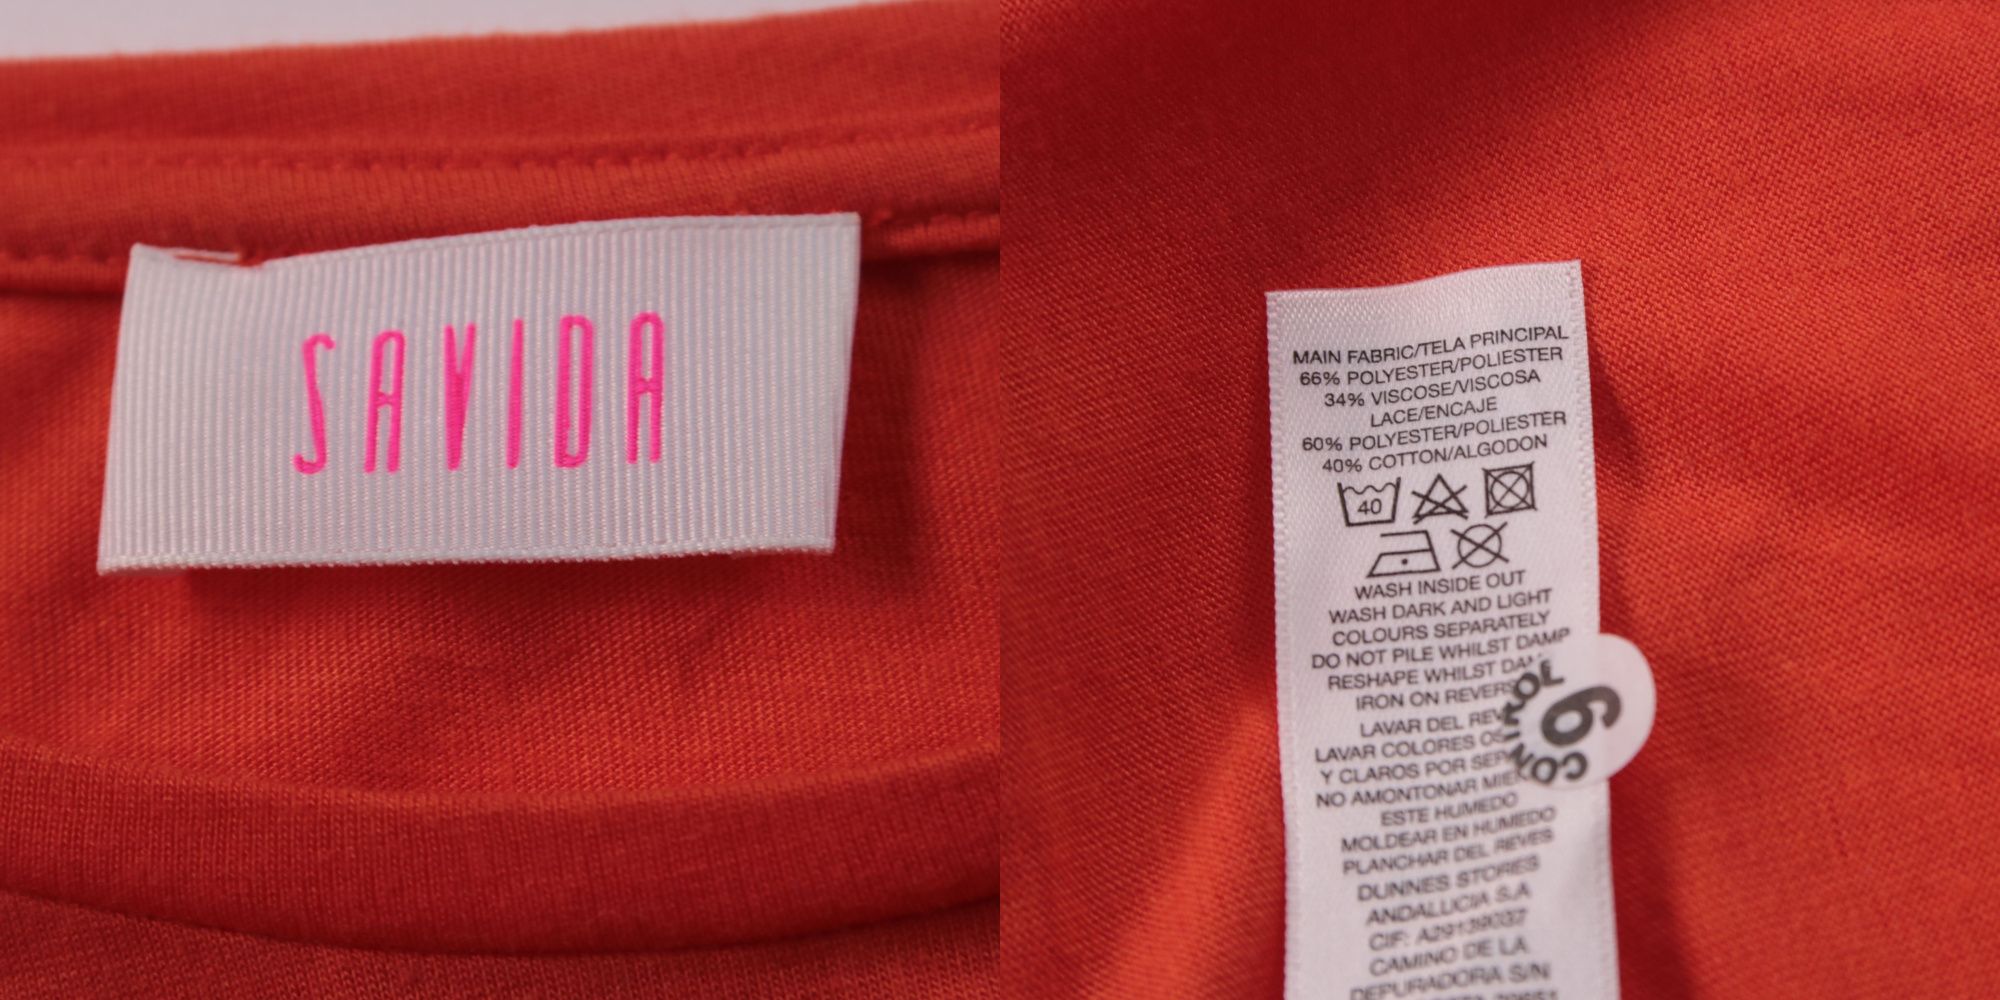 SAVIDA
MAIN FABRIC/TELA PRINCIPAL
66% POLYESTER/POLIESTER
34% VISCOSE/VISCOSA
LACE/ENCAJE
60% POLYESTER/POLIESTER
40% COTTON/ALGODON
40
WASH INSIDE OUT
WASH DARK AND LIGHT
COLOURS SEPARATELY
DO NOT PILE WHILST DAMP
RESHAPE WHILST
IRON ON
LAVAR DEL
LAVAR COLORES
Y CLAROS POR
NO AMONTONAR
ESTE HUMEDO
MOLDEAR EN HUMEDO
PLANCHAR DEL REVES
DUNNES STORES
ANDALUCIA S.A
CIF: A29139037
CAMINO DE LA
DEPURADORA S/N
CONTROL
9